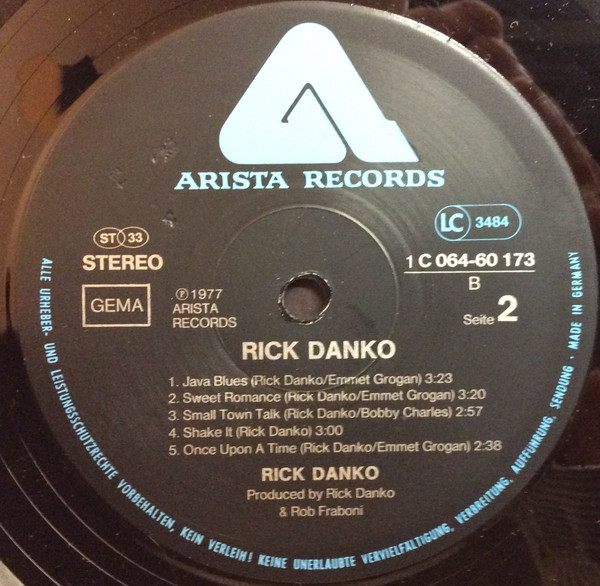 ARISTA RECORDS
LC 3484
ST 33
STEREO
1 C 064-60 173
B
GEMA
℗ 1977
ARISTA
RECORDS
Seite 2
RICK DANKO
1. Java Blues (Rick Danko/Emmet Grogan) 3:23
2. Sweet Romance (Rick Danko/Emmet Grogan) 3:20
3. Small Town Talk (Rick Danko/Bobby Charles) 2:57
4. Shake It (Rick Danko) 3:00
5. Once Upon A Time (Rick Danko/Emmet Grogan) 2:38
RICK DANKO
Produced by Rick Danko
& Rob Fraboni
ALLE URHEBER- UND LEISTUNGSSCHUTZRECHTE VORBEHALTEN, KEIN VERLEIH! KEINE UNERLAUBTE VERVIELFÄLTIGUNG, VERBREITUNG, AUFFÜHRUNG, SENDUNG · MADE IN GERMANY